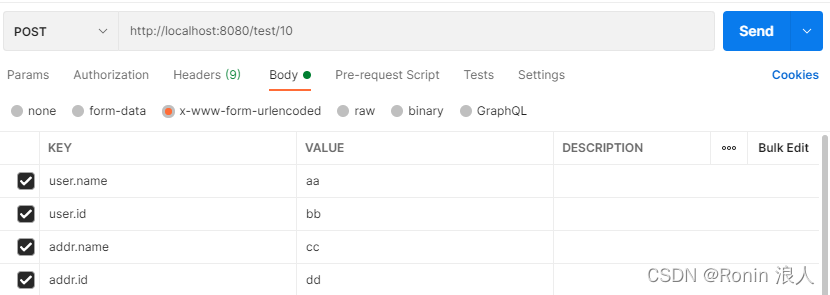 POST http://localhost:8080/test/10 Send
Params Authorization Headers (9) Body Pre-request Script Tests Settings Cookies
none form-data x-www-form-urlencoded raw binary GraphQL
KEY VALUE DESCRIPTION ooo Bulk Edit
user.name aa
user.id bb
addr.name cc
addr.id dd
CSDN @Ronin 浪人